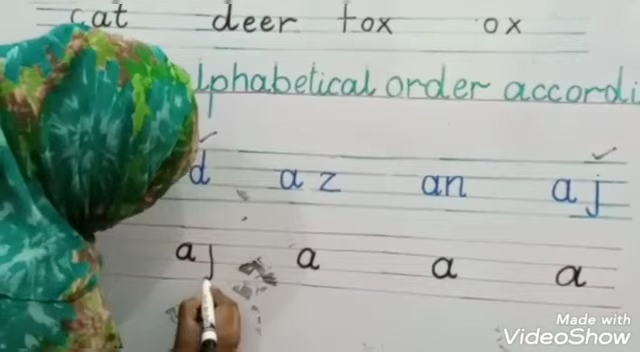 cat deer fox ox
lphabetical order accordi
d az an aj
aj a a a
Made with
VideoShow